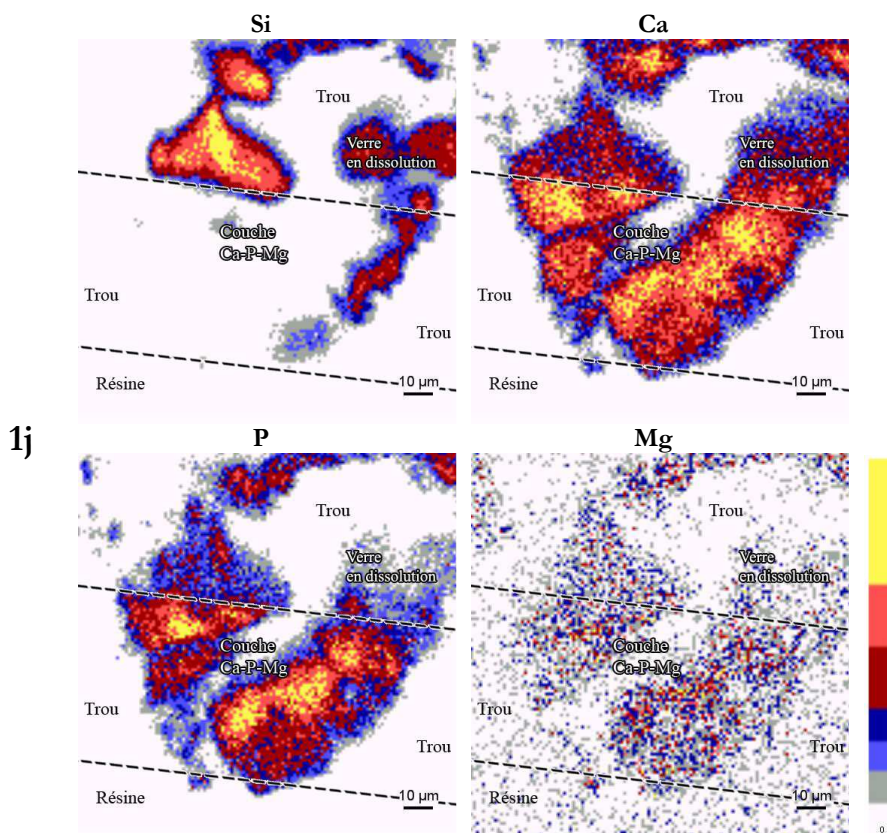 Si
Ca
Trou
Verre
en dissolution
Couche
Ca-P-Mg
Trou
Trou
Résine
10 µm
Trou
Verre
en dissolution
Couche
Ca-P-Mg
Trou
Trou
Résine
10 µm
1j
P
Mg
Trou
Verre
en dissolution
Couche
Ca-P-Mg
Trou
Trou
Résine
10 µm
Trou
Verre
en dissolution
Couche
Ca-P-Mg
Trou
Trou
Résine
10 µm
0